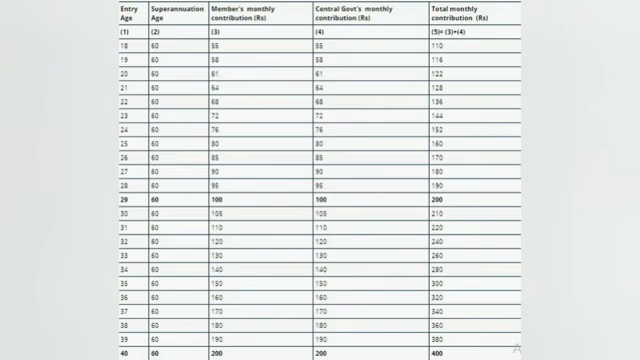 Entry Age Superannuation Age Member's monthly contribution (Rs) Central Govt's monthly contribution (Rs) Total monthly contribution (Rs)
(1) (2) (3) (4) (5)= (3)+(4)
18 60 55 55 110
19 60 58 58 116
20 60 61 61 122
21 60 64 64 128
22 60 68 68 136
23 60 72 72 144
24 60 76 76 152
25 60 80 80 160
26 60 85 85 170
27 60 90 90 180
28 60 95 95 190
29 60 100 100 200
30 60 105 105 210
31 60 110 110 220
32 60 120 120 240
33 60 130 130 260
34 60 140 140 280
35 60 150 150 300
36 60 160 160 320
37 60 170 170 340
38 60 180 180 360
39 60 190 190 380
40 60 200 200 400